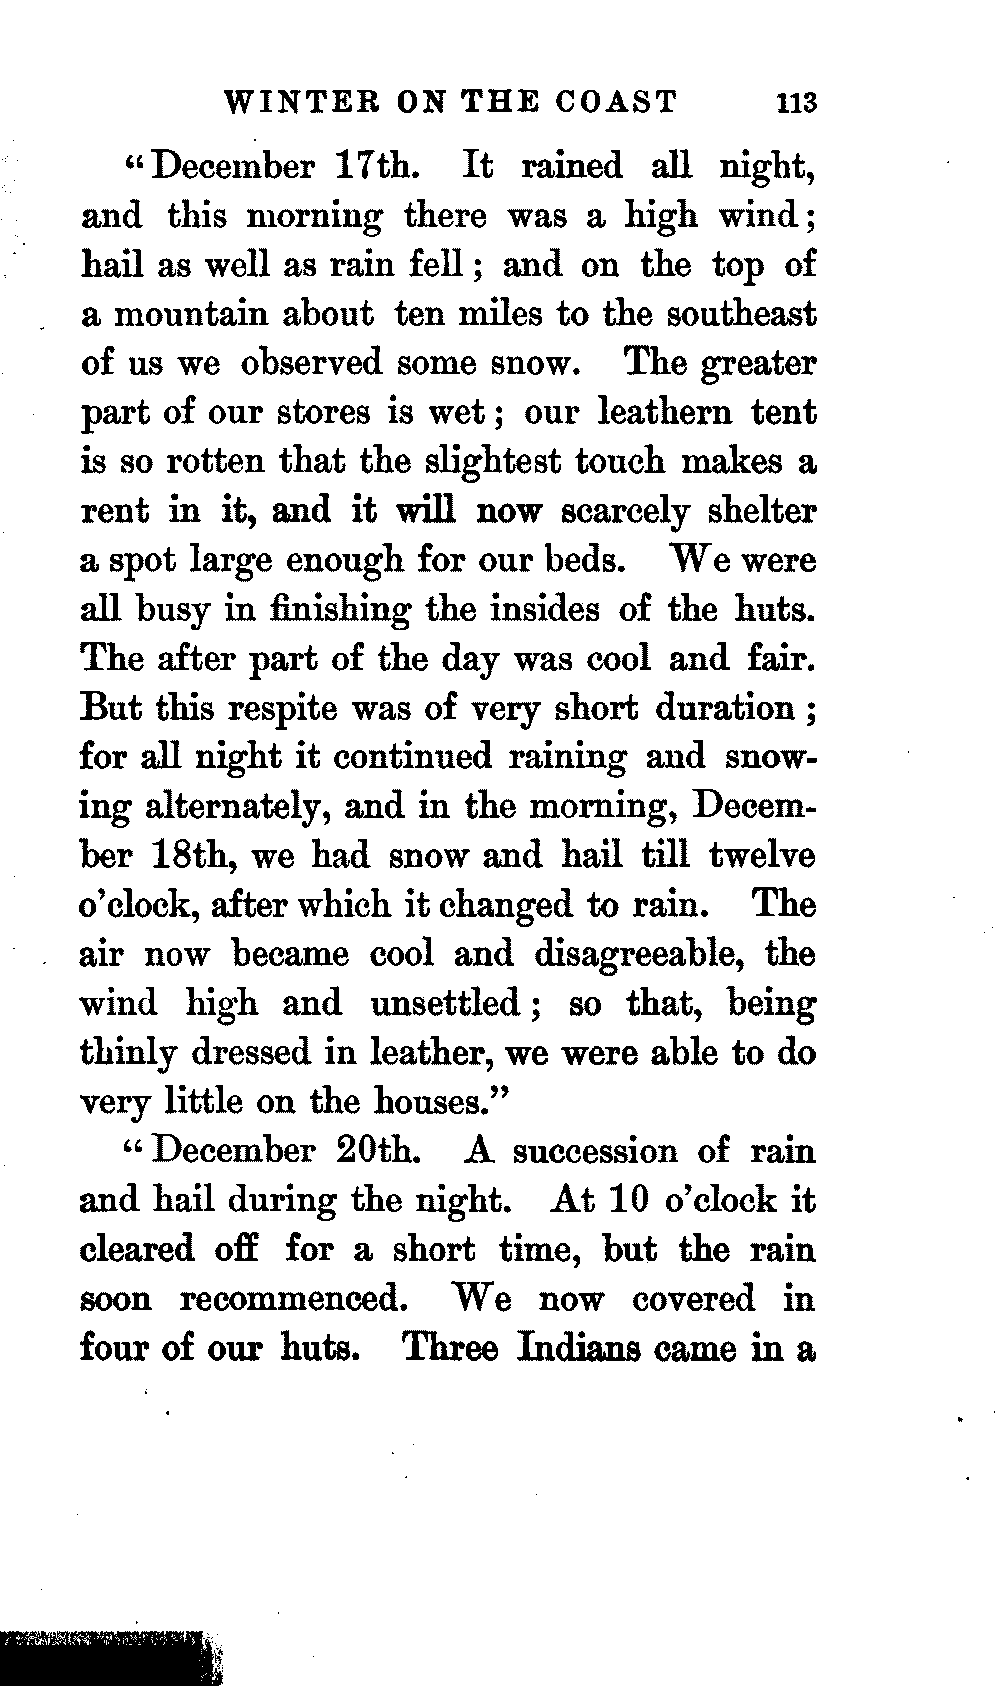 WINTER ON THE COAST 113
“December 17th. It rained all night,
and this morning there was a high wind;
hail as well as rain fell; and on the top of
a mountain about ten miles to the southeast
of us we observed some snow. The greater
part of our stores is wet; our leathern tent
is so rotten that the slightest touch makes a
rent in it, and it will now scarcely shelter
a spot large enough for our beds. We were
all busy in finishing the insides of the huts.
The after part of the day was cool and fair.
But this respite was of very short duration;
for all night it continued raining and snow-
ing alternately, and in the morning, Decem-
ber 18th, we had snow and hail till twelve
o’clock, after which it changed to rain. The
air now became cool and disagreeable, the
wind high and unsettled; so that, being
thinly dressed in leather, we were able to do
very little on the houses.”
“December 20th. A succession of rain
and hail during the night. At 10 o’clock it
cleared off for a short time, but the rain
soon recommenced. We now covered in
four of our huts. Three Indians came in a